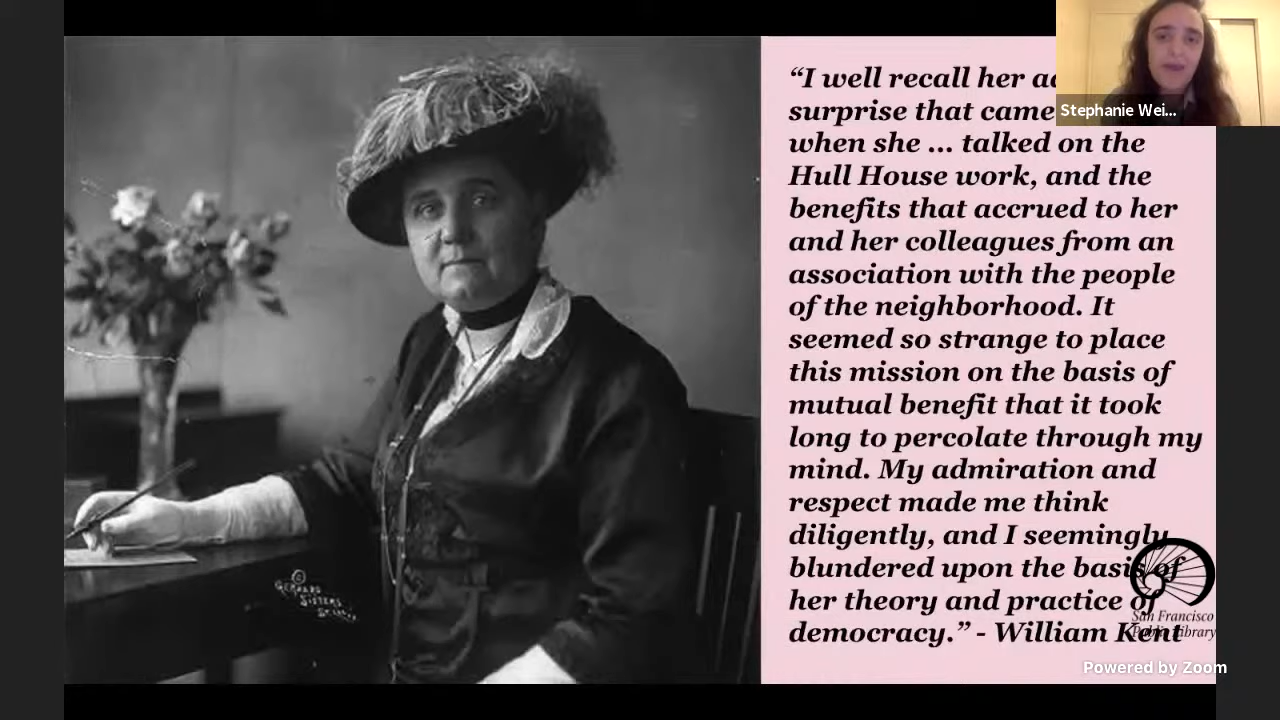 “I well recall her
surprise that came
when she ... talked on the
Hull House work, and the
benefits that accrued to her
and her colleagues from an
association with the people
of the neighborhood. It
seemed so strange to place
this mission on the basis of
mutual benefit that it took
long to percolate through my
mind. My admiration and
respect made me think
diligently, and I seemingly
blundered upon the basis of
her theory and practice of
democracy.” - William Kent
Stephanie Wei...
GERHARD
SISTERS
San Francisco
Public Library
Powered by Zoom